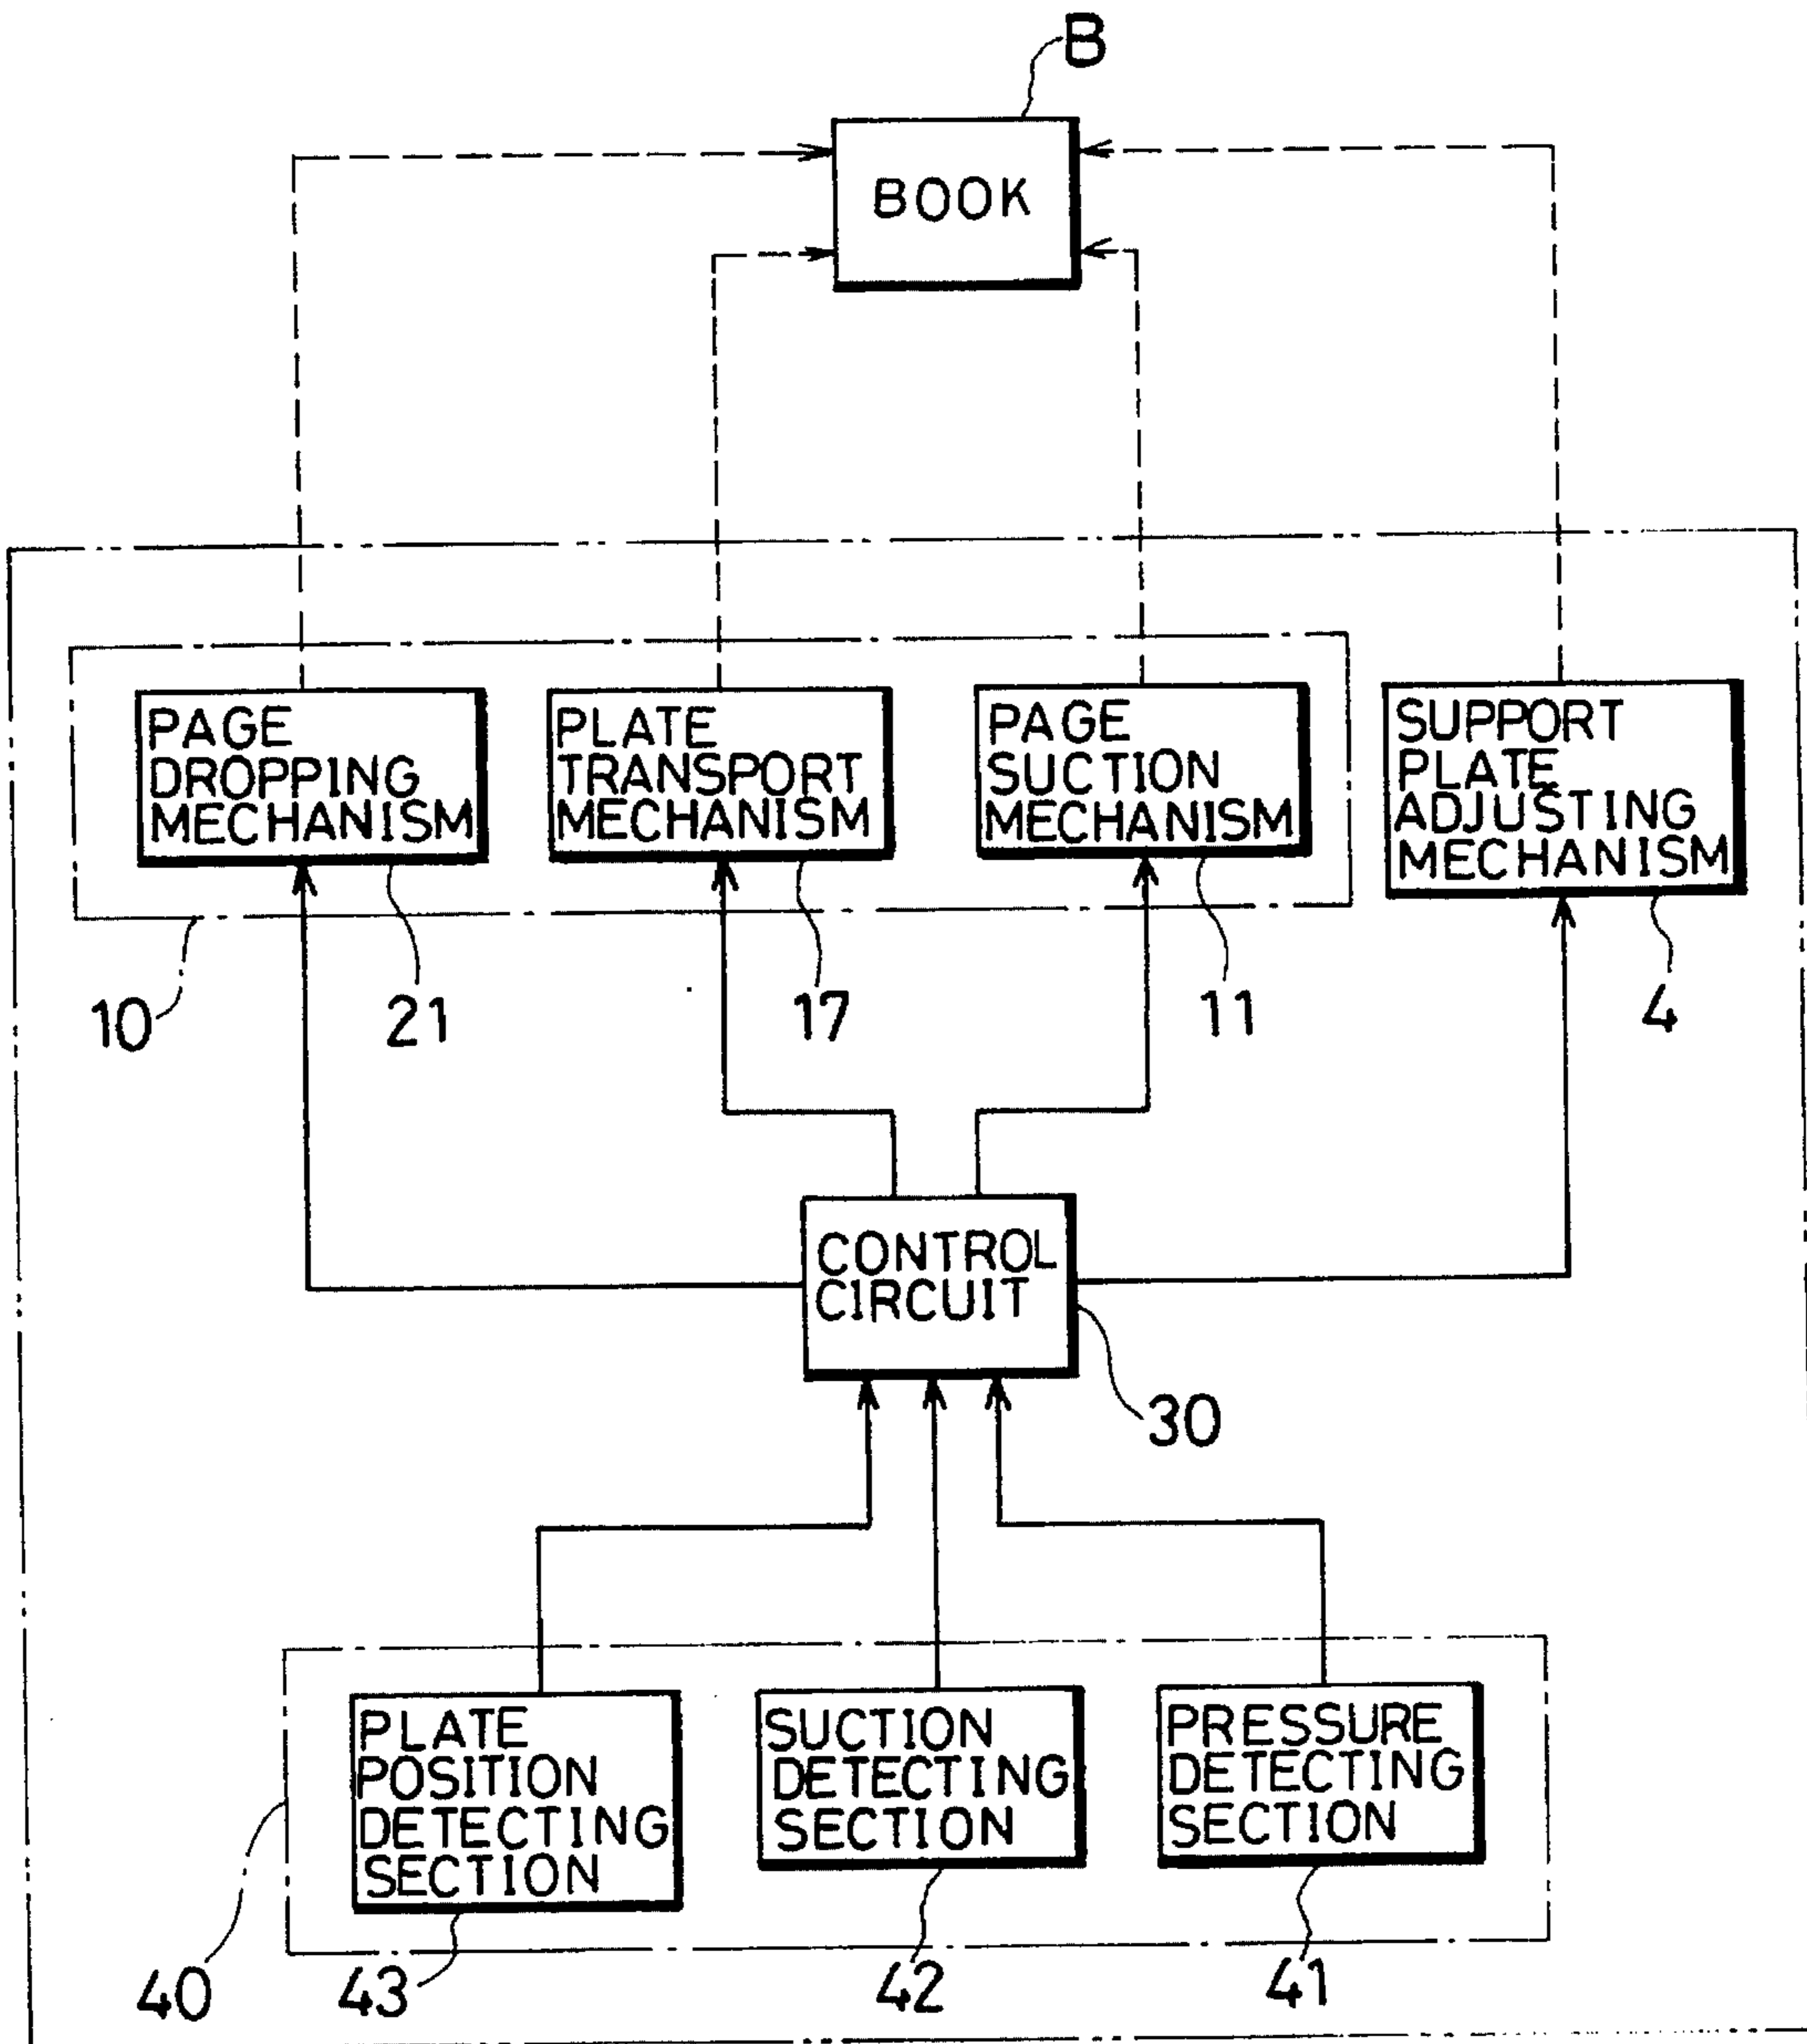 B
BOOK
PAGE
DROPPING
MECHANISM
PLATE
TRANSPORT
MECHANISM
PAGE
SUCTION
MECHANISM
SUPPORT
PLATE
ADJUSTING
MECHANISM
10
21
17
11
4
CONTROL
CIRCUIT
30
PLATE
POSITION
DETECTING
SECTION
SUCTION
DETECTING
SECTION
PRESSURE
DETECTING
SECTION
40
43
42
41